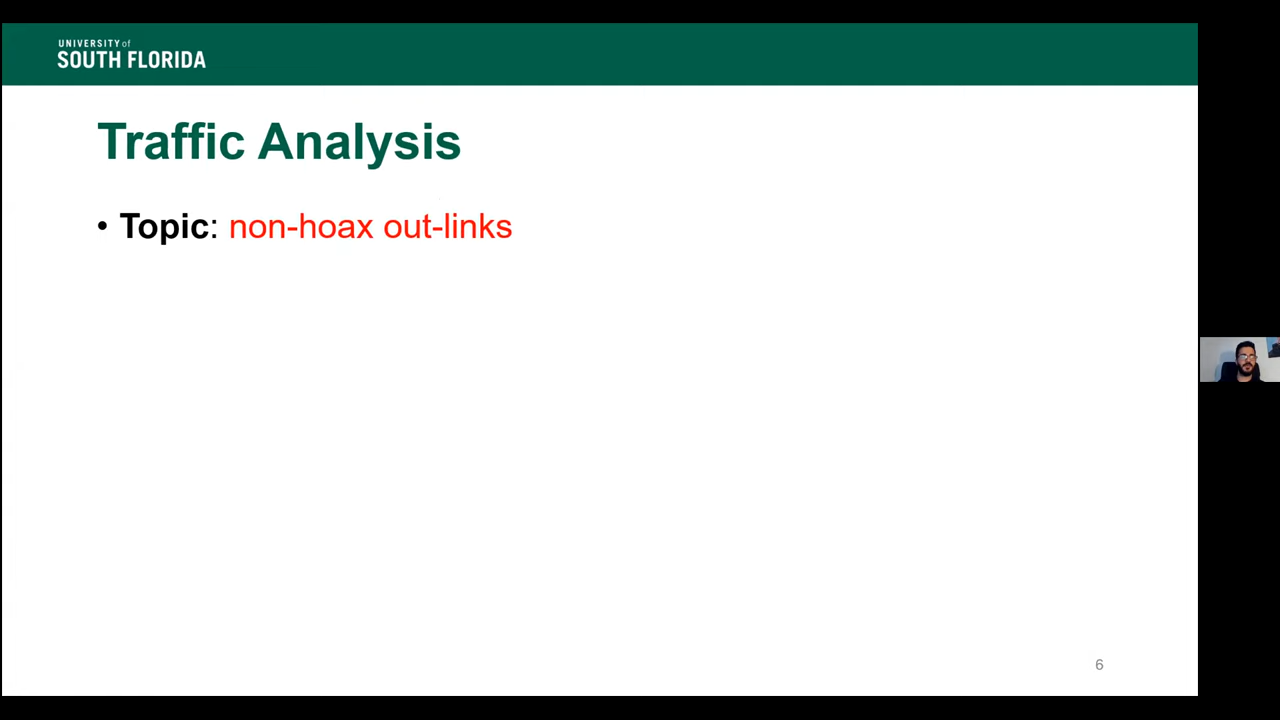 UNIVERSITY of
SOUTH FLORIDA
Traffic Analysis
• Topic: non-hoax out-links
6